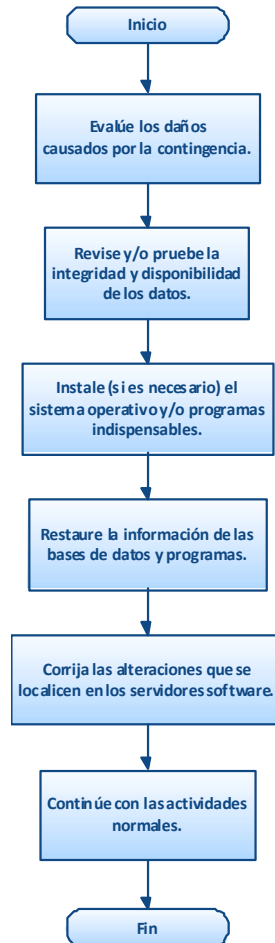 Inicio
Evalúe los daños
causados por la contingencia.
Revise y/o pruebe la
integridad y disponibilidad
de los datos.
Instale (si es necesario) el
sistema operativo y/o programas
indispensables.
Restaure la información de las
bases de datos y programas.
Corrija las alteraciones que se
localicen en los servidores software.
Continúe con las actividades
normales.
Fin